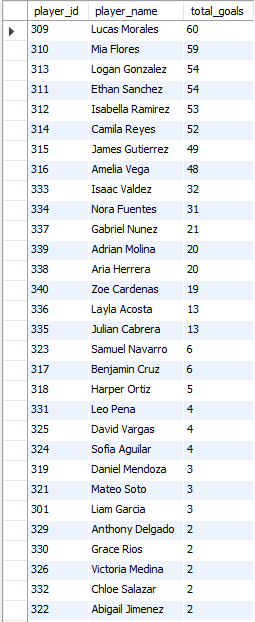 player_id player_name total_goals
309 Lucas Morales 60
310 Mia Flores 59
313 Logan Gonzalez 54
311 Ethan Sanchez 54
312 Isabella Ramirez 53
314 Camila Reyes 52
315 James Gutierrez 49
316 Amelia Vega 48
333 Isaac Valdez 32
334 Nora Fuentes 31
337 Gabriel Nunez 21
339 Adrian Molina 20
338 Aria Herrera 20
340 Zoe Cardenas 19
336 Layla Acosta 13
335 Julian Cabrera 13
323 Samuel Navarro 6
317 Benjamin Cruz 6
318 Harper Ortiz 5
331 Leo Pena 4
325 David Vargas 4
324 Sofia Aguilar 4
319 Daniel Mendoza 3
321 Mateo Soto 3
301 Liam Garcia 3
329 Anthony Delgado 2
330 Grace Rios 2
326 Victoria Medina 2
332 Chloe Salazar 2
322 Abigail Jimenez 2